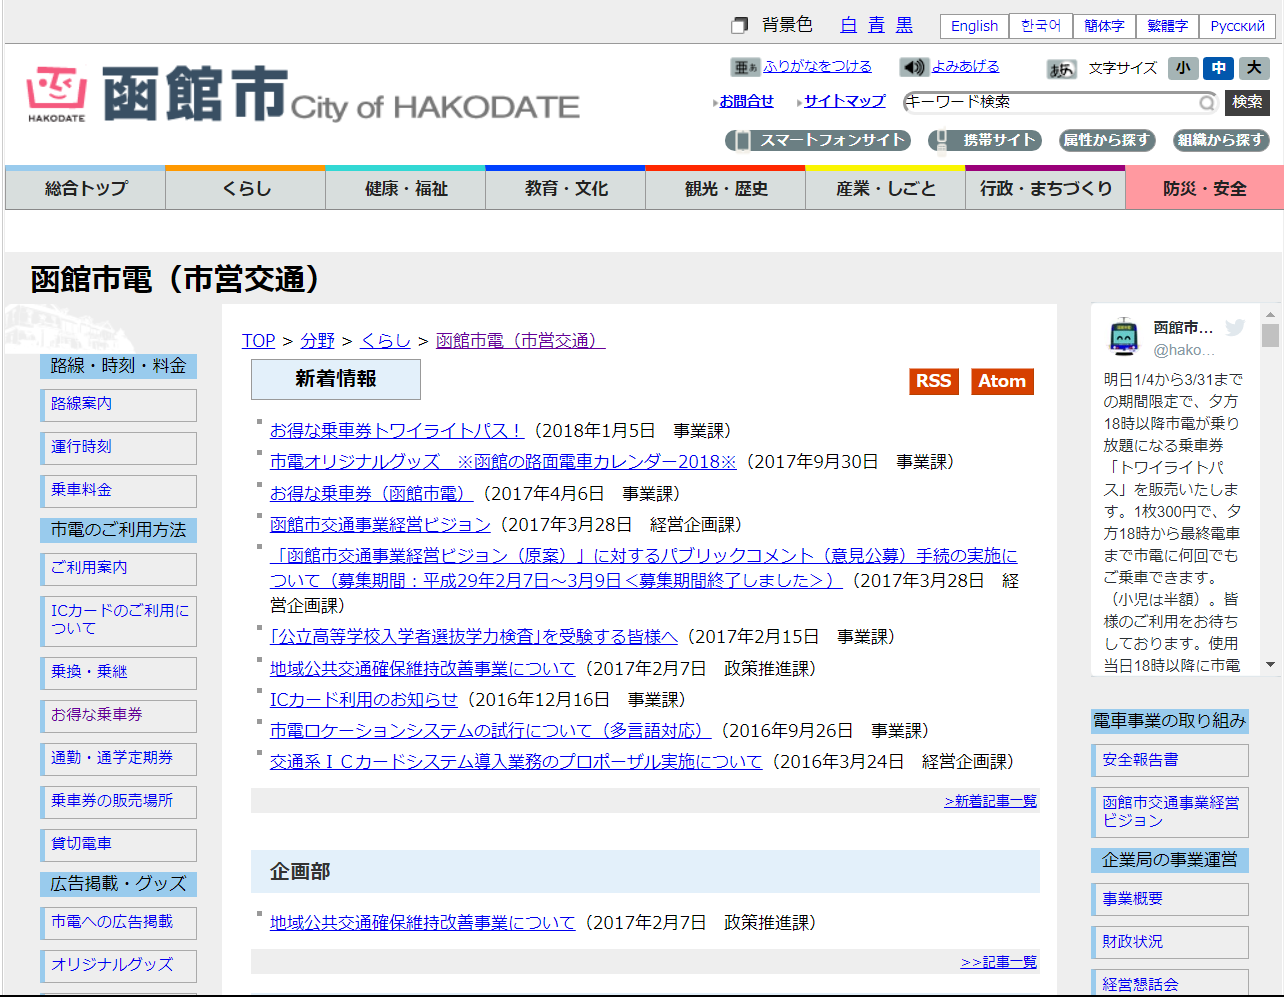 背景色 白 青 黒 English 한국어 簡体字 繁體字 Русский
函館市 City of HAKODATE
HAKODATE
亜ぁ ふりがなをつける よみあげる 文字サイズ 小 中 大
お問合せ サイトマップ キーワード検索 検索
スマートフォンサイト 携帯サイト 属性から探す 組織から探す
総合トップ くらし 健康・福祉 教育・文化 観光・歴史 産業・しごと 行政・まちづくり 防災・安全
函館市電（市営交通）
路線・時刻・料金
路線案内
運行時刻
乗車料金
市電のご利用方法
ご利用案内
ICカードのご利用に
ついて
乗換・乗継
お得な乗車券
通勤・通学定期券
乗車券の販売場所
貸切電車
広告掲載・グッズ
市電への広告掲載
オリジナルグッズ
TOP > 分野 > くらし > 函館市電（市営交通）
新着情報
RSS Atom
お得な乗車券トワイライトパス！（2018年1月5日　事業課）
市電オリジナルグッズ　※函館の路面電車カレンダー2018※（2017年9月30日　事業課）
お得な乗車券（函館市電）（2017年4月6日　事業課）
函館市交通事業経営ビジョン（2017年3月28日　経営企画課）
「函館市交通事業経営ビジョン（原案）」に対するパブリックコメント（意見公募）手続の実施に
ついて（募集期間：平成29年2月7日～3月9日＜募集期間終了しました＞）（2017年3月28日　経
営企画課）
「公立高等学校入学者選抜学力検査」を受験する皆様へ（2017年2月15日　事業課）
地域公共交通確保維持改善事業について（2017年2月7日　政策推進課）
ICカード利用のお知らせ（2016年12月16日　事業課）
市電ロケーションシステムの試行について（多言語対応）（2016年9月26日　事業課）
交通系ＩＣカードシステム導入業務のプロポーザル実施について（2016年3月24日　経営企画課）
>新着記事一覧
企画部
地域公共交通確保維持改善事業について（2017年2月7日　政策推進課）
>>記事一覧
函館市...
@hako...
明日1/4から3/31まで
の期間限定で、夕方
18時以降市電が乗り
放題になる乗車券
「トワイライトパ
ス」を販売いたしま
す。1枚300円で、夕
方18時から最終電車
まで市電に何回でも
ご乗車できます。
（小児は半額）。皆
様のご利用をお待ち
しております。使用
当日18時以降に市電
電車事業の取り組み
安全報告書
函館市交通事業経営
ビジョン
企業局の事業運営
事業概要
財政状況
経営懇話会